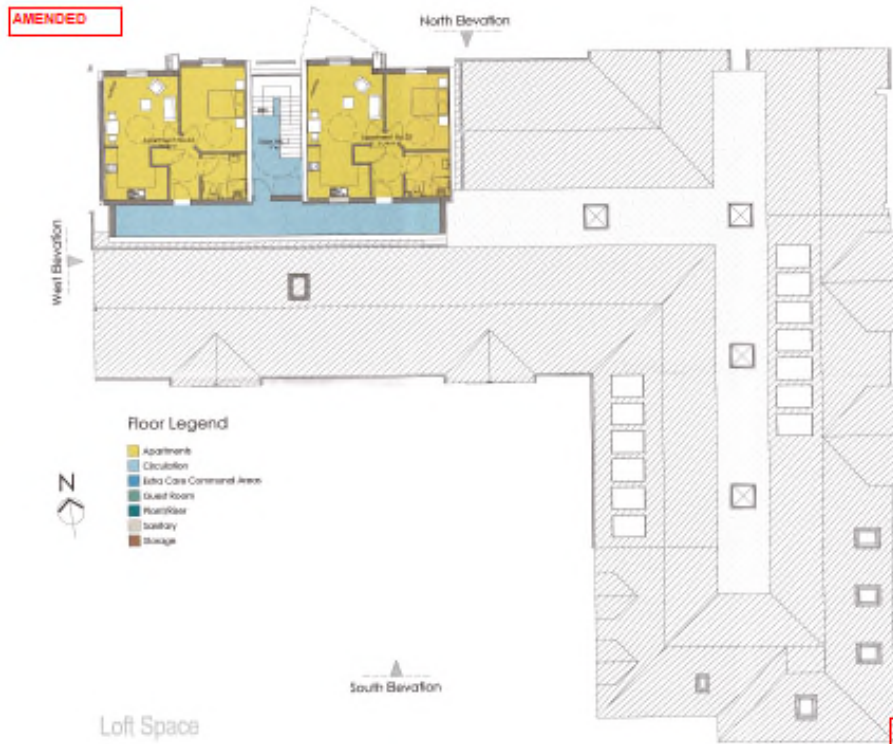 AMENDED
North Elevation
West Elevation
Floor Legend
Apartments
Circulation
Extra Care Communal Areas
Guest Room
Plant/Riser
Sanitary
Storage
N
South Elevation
Loft Space